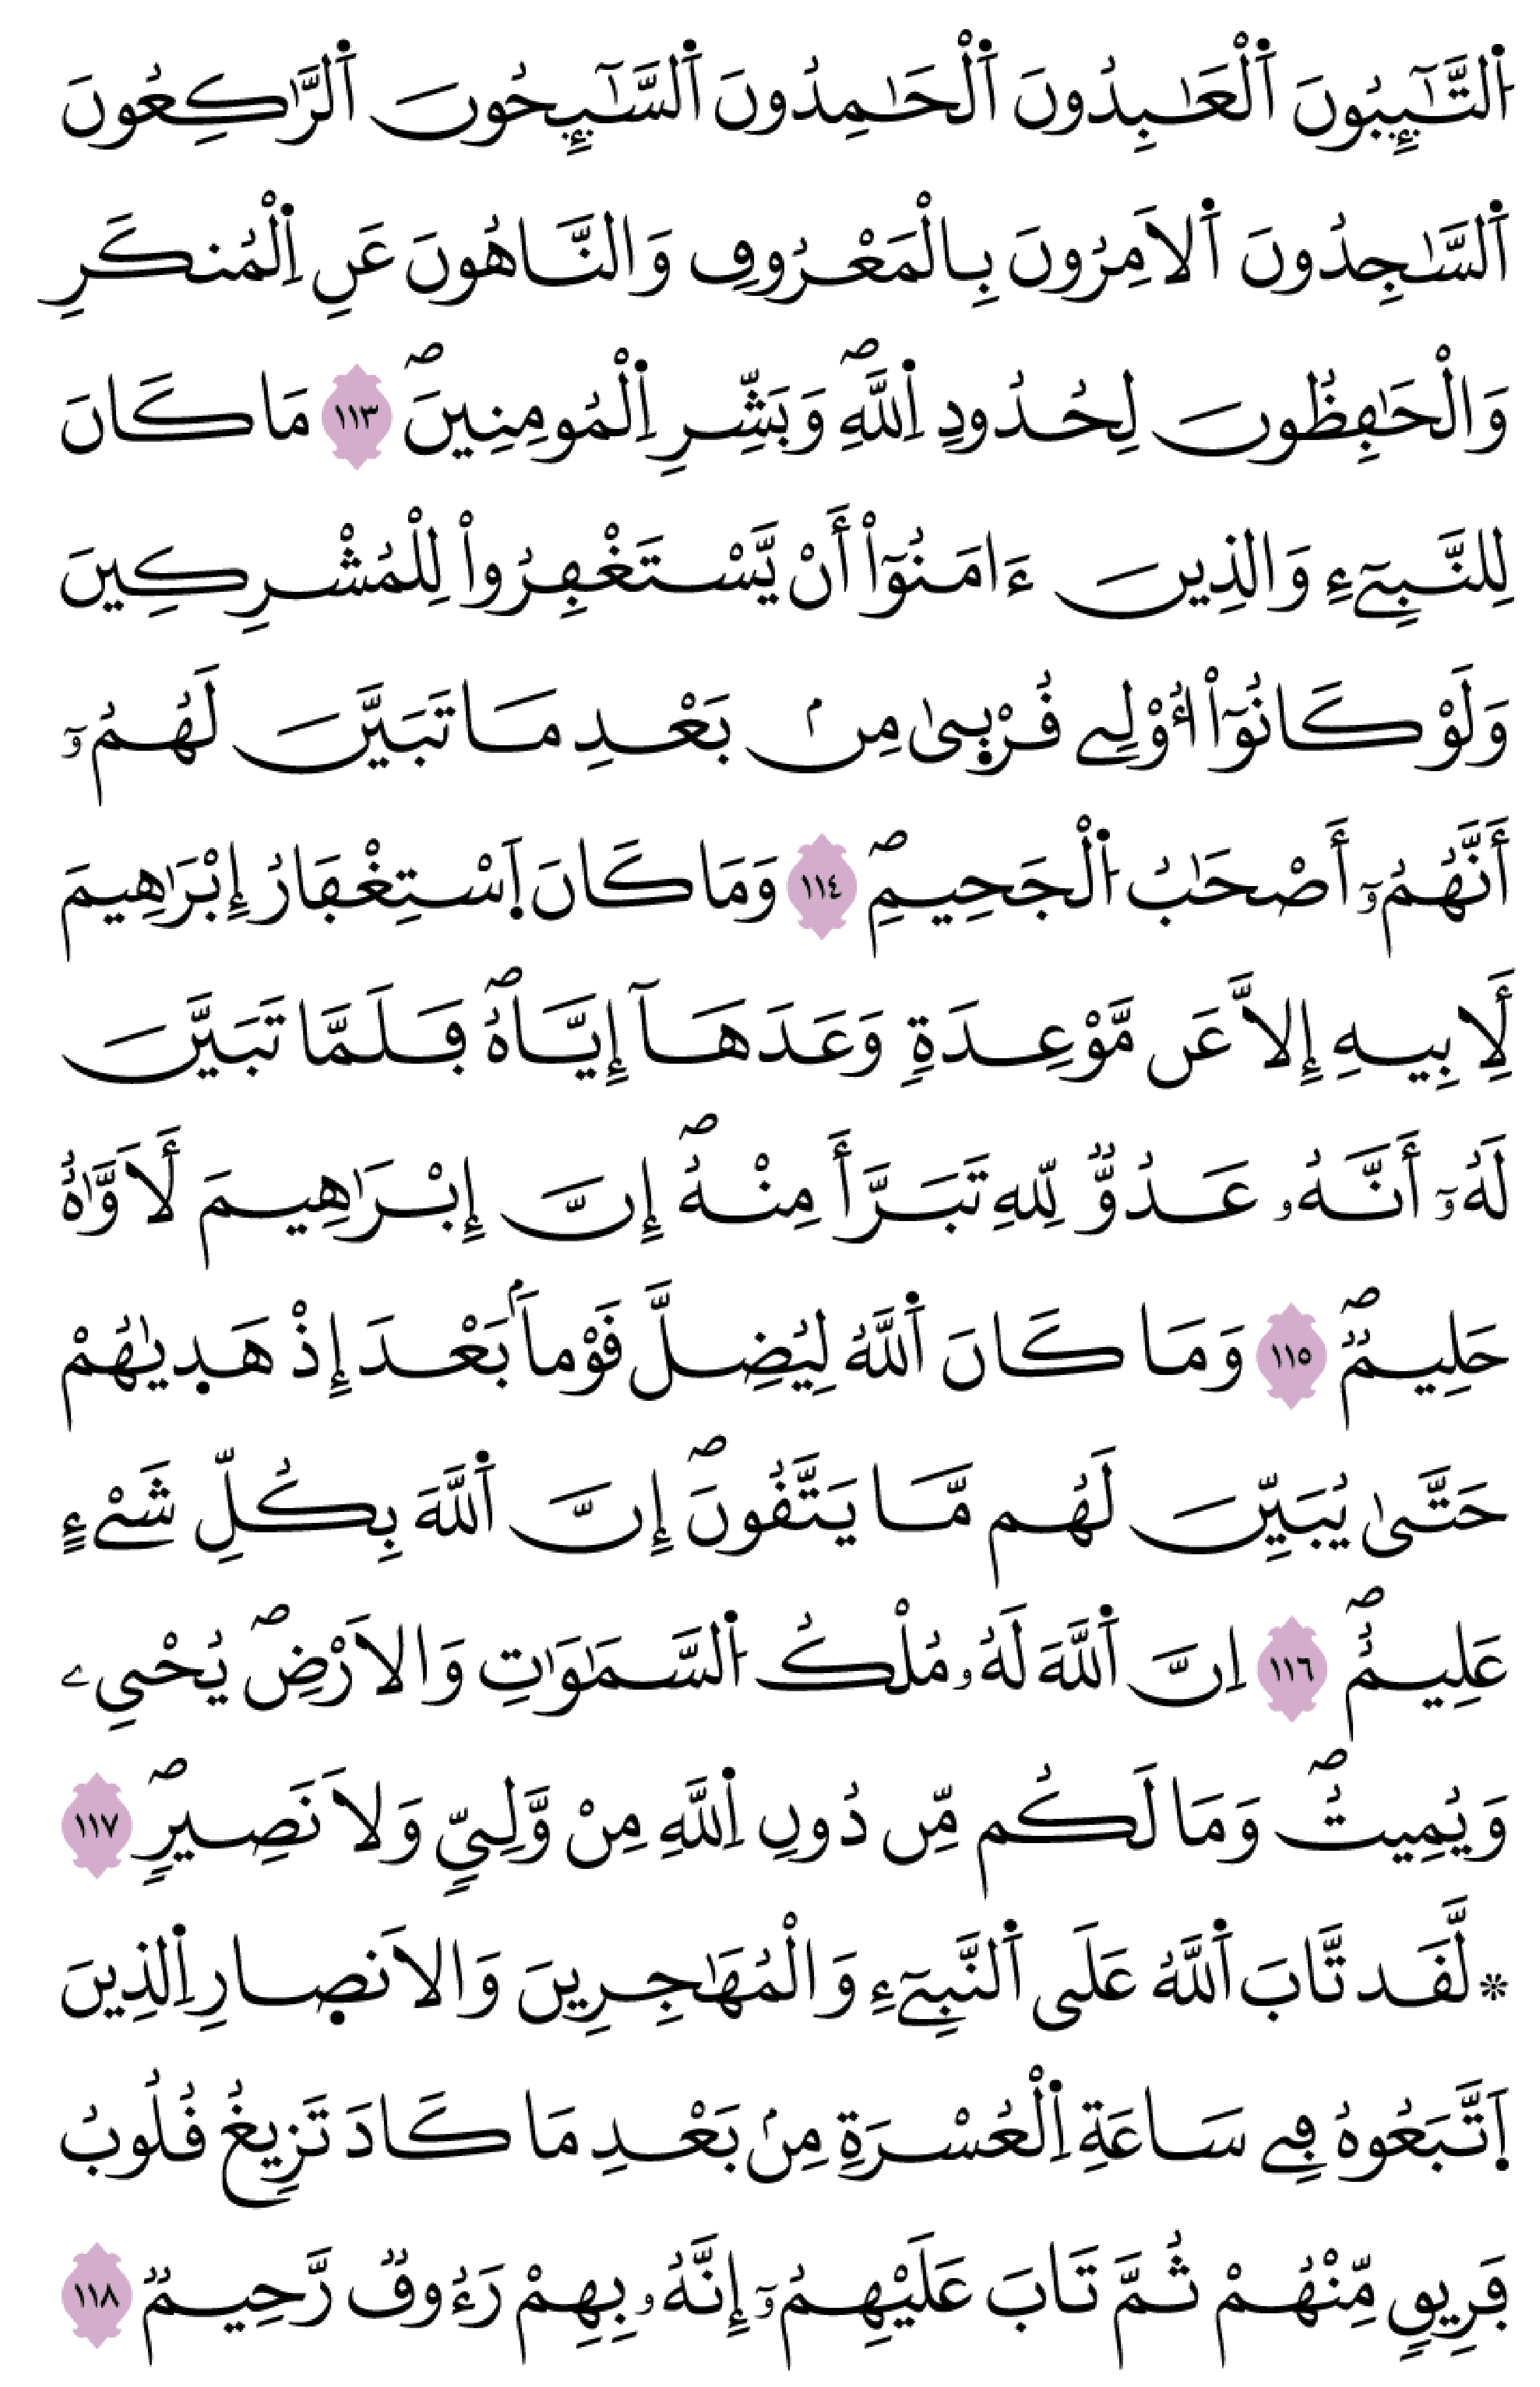 اَ۬لتَّٰٓئِبُونَ اَ۬لْعَٰبِدُونَ اَ۬لْحَٰمِدُونَ اَ۬لسَّٰٓئِحُونَ اَ۬لرَّٰكِعُونَ
اَ۬لسَّٰجِدُونَ اَ۬لَامِرُونَ بِالْمَعْرُوفِ وَالنَّاهُونَ عَنِ اِ۬لْمُنكَرِ
وَالْحَٰفِظُونَ لِحُدُودِ اِ۬للَّهِۖ وَبَشِّرِ اِ۬لْمُومِنِينَۖ ١١٣ مَا كَانَ
لِلنَّبِيٓءِ وَالذِينَ ءَامَنُوٓاْ أَنْ يَّسْتَغْفِرُواْ لِلْمُشْرِكِينَ
وَلَوْ كَانُوٓاْ أُوْلِے قُرْب۪ىٰ مِنۢ بَعْدِ مَا تَبَيَّنَ لَهُمُۥٓ
أَنَّهُمُۥٓ أَصْحَٰبُ اُ۬لْجَحِيمِۖ ١١٤ وَمَا كَانَ اَ۪سْتِغْفَارُ إِبْرَٰهِيمَ
لِأَبِيهِ إِلَّا عَن مَّوْعِدَةٖ وَعَدَهَآ إِيَّاهُۖ فَلَمَّا تَبَيَّنَ
لَهُۥٓ أَنَّهُۥ عَدُوّٞ لِّلهِ تَبَرَّأَ مِنْهُۖ إِنَّ إِبْرَٰهِيمَ لَأَوَّٰهٌ
حَلِيمٞۖ ١١٥ وَمَا كَانَ اَ۬للَّهُ لِيُضِلَّ قَوْماَۢ بَعْدَ إِذْ هَد۪يٰهُمْ
حَتَّىٰ يُبَيِّنَ لَهُم مَّا يَتَّقُونَۖ إِنَّ اَ۬للَّهَ بِكُلِّ شَےْءٍ
عَلِيمٌۖ ١١٦ اِنَّ اَ۬للَّهَ لَهُۥ مُلْكُ اُ۬لسَّمَٰوَٰتِ وَالَارْضِۖ يُحْيِۦ
وَيُمِيتُۖ وَمَا لَكُم مِّن دُونِ اِ۬للَّهِ مِنْ وَّلِيّٖ وَلَا نَصِيرٖۖ ١١٧
۞ لَّقَد تَّابَ اَ۬للَّهُ عَلَى اَ۬لنَّبِيٓءِ وَالْمُهَٰجِرِينَ وَالَانص۪ارِ اِ۬لذِينَ
اَ۪تَّبَعُوهُ فِے سَاعَةِ اِ۬لْعُسْرَةِ مِنۢ بَعْدِ مَا كَادَ تَزِيغُ قُلُوبُ
فَرِيقٖ مِّنْهُمْ ثُمَّ تَابَ عَلَيْهِمُۥٓ إِنَّهُۥ بِهِمْ رَءُوفٞ رَّحِيمٞ ١١٨